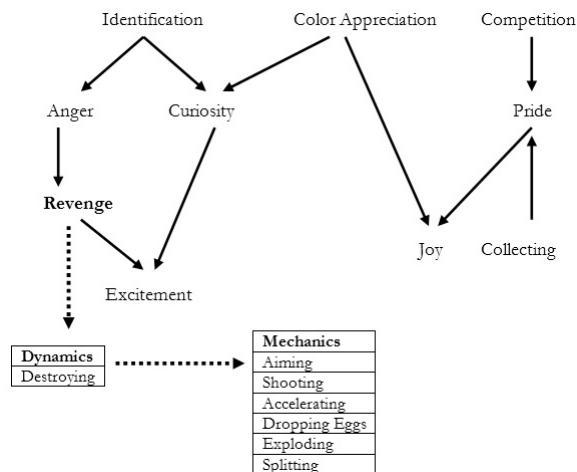 Identification
Color Appreciation
Competition
Anger
Curiosity
Pride
Revenge
Joy
Collecting
Excitement
Dynamics
Destroying
Mechanics
Aiming
Shooting
Accelerating
Dropping Eggs
Exploding
Splitting